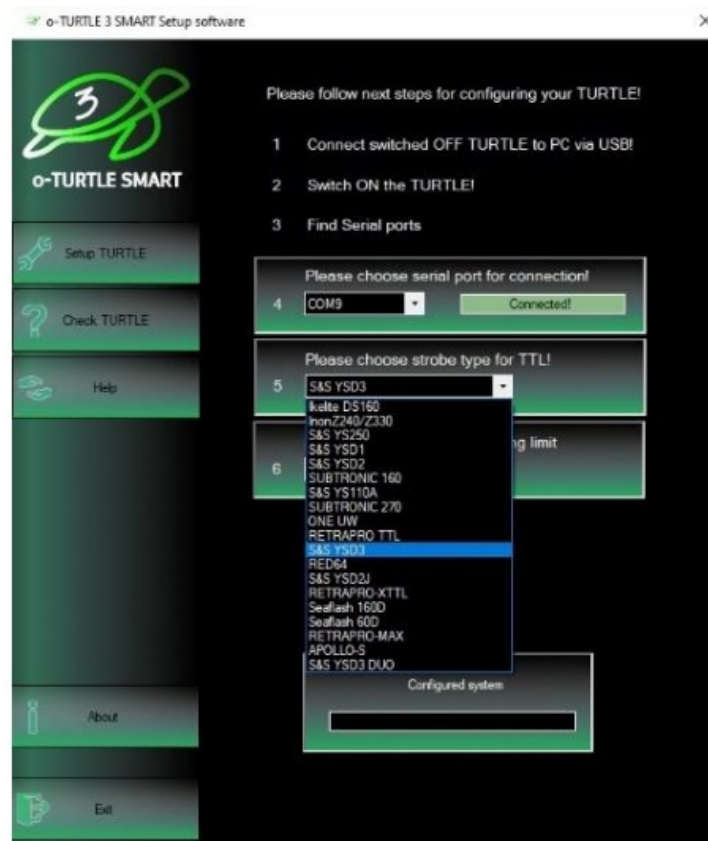 o-TURTLE 3 SMART Setup software
3
o-TURTLE SMART
Setup TURTLE
Check TURTLE
Help
About
Exit
Please follow next steps for configuring your TURTLE!
1 Connect switched OFF TURTLE to PC via USB!
2 Switch ON the TURTLE!
3 Find Serial ports
Please choose serial port for connection!
4 COM9 Connected!
Please choose strobe type for TTL!
5 S&S YSD3
Ikelte DS160
InonZ240/Z330
S&S YS250
S&S YSD1
S&S YSD2
SUBTRONIC 160
S&S YS110A
SUBTRONIC 270
ONE UW
RETRAPRO TTL
S&S YSD3
RED64
S&S YSD2J
RETRAPRO-XTTL
Seaflash 160D
Seaflash 60D
RETRAPRO-MAX
APOLLO-S
S&S YSD3 DUO
limit
6
Configured system